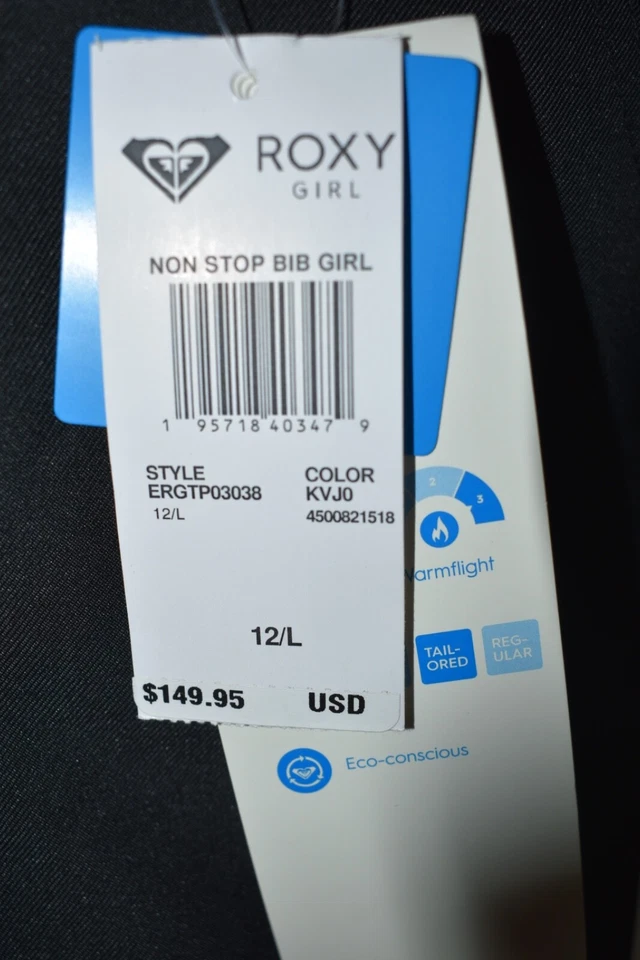 ROXY
GIRL
NON STOP BIB GIRL
1 95718 40347 9
STYLE
ERGTP03038
12/L
COLOR
KVJ0
4500821518
12/L
$149.95 USD
2
3
armflight
TAIL-
ORED
REG-
ULAR
Eco-conscious